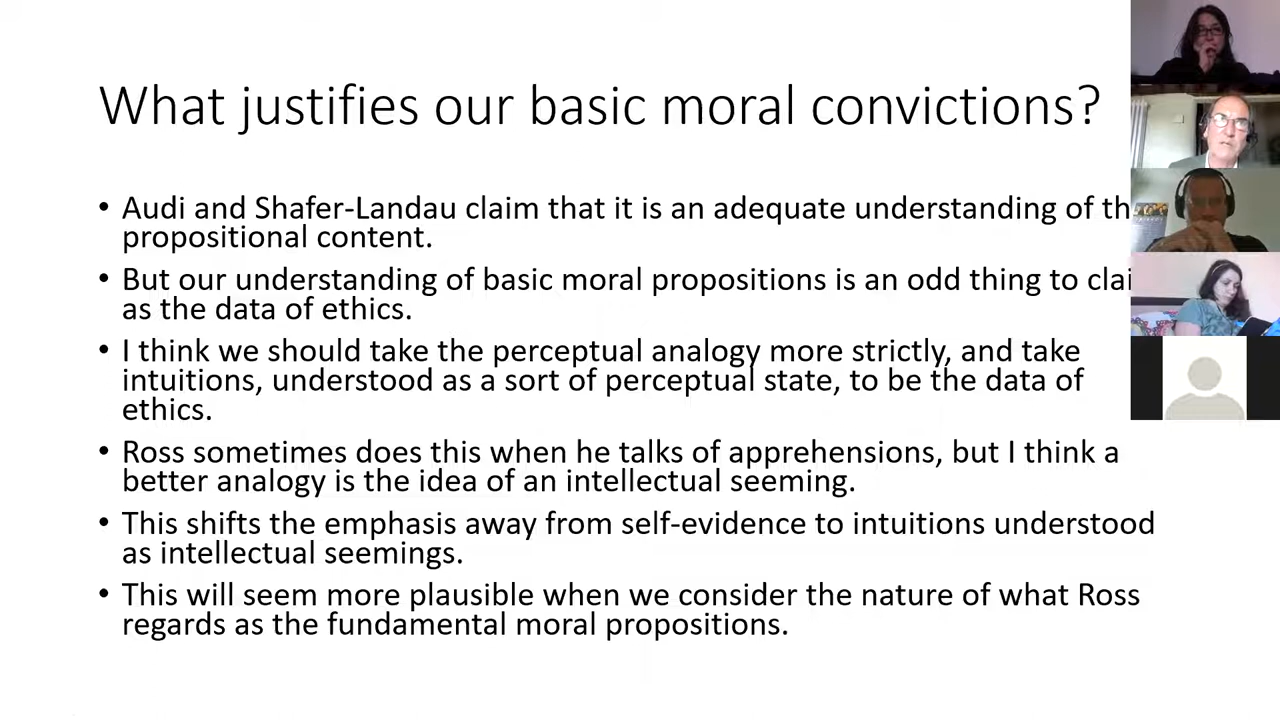 What justifies our basic moral convictions?
• Audi and Shafer-Landau claim that it is an adequate understanding of
propositional content.
• But our understanding of basic moral propositions is an odd thing to
as the data of ethics.
• I think we should take the perceptual analogy more strictly, and take
intuitions, understood as a sort of perceptual state, to be the data of
ethics.
• Ross sometimes does this when he talks of apprehensions, but I think a
better analogy is the idea of an intellectual seeming.
• This shifts the emphasis away from self-evidence to intuitions understood
as intellectual seemings.
• This will seem more plausible when we consider the nature of what Ross
regards as the fundamental moral propositions.